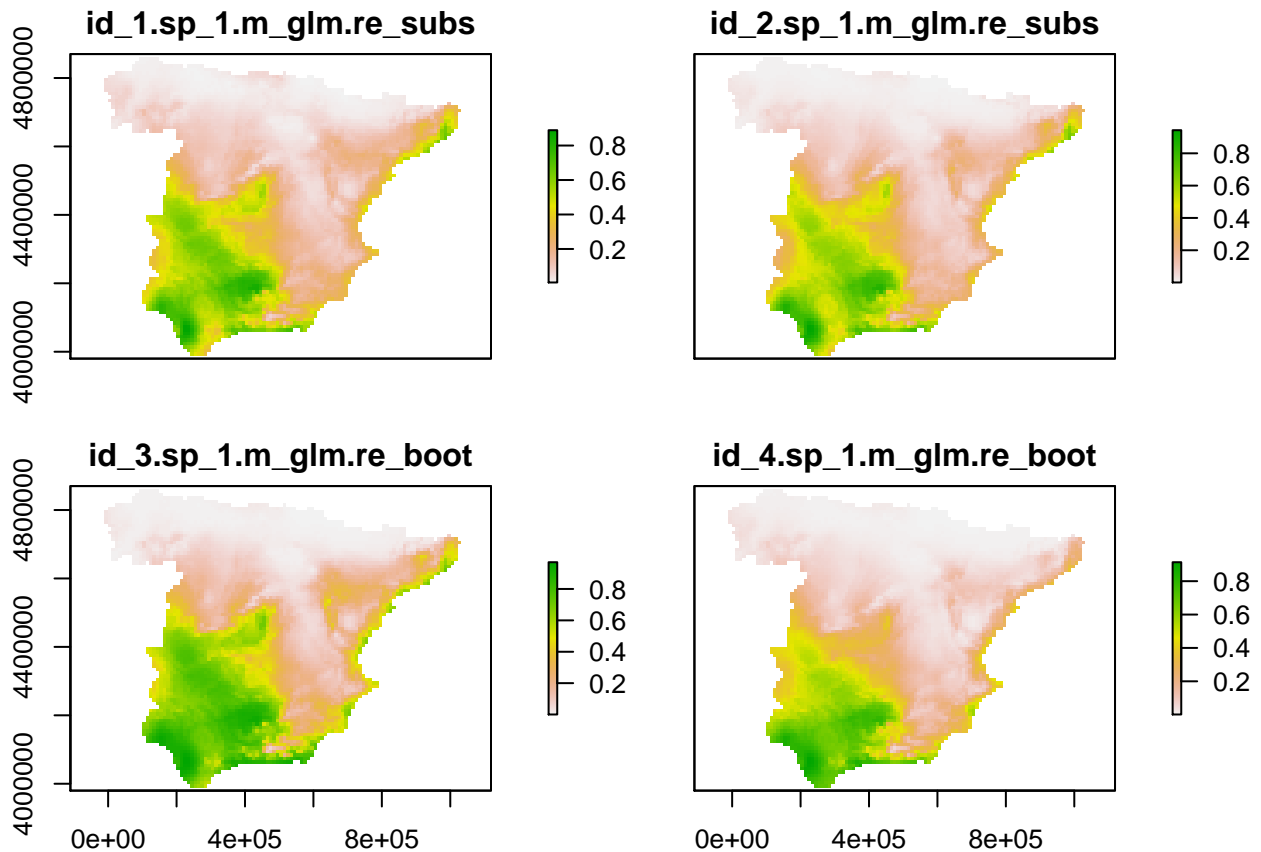 id_1.sp_1.m_glm.re_subs
id_2.sp_1.m_glm.re_subs
4800000
4400000
4000000
0.8
0.6
0.4
0.2
0.8
0.6
0.4
0.2
id_3.sp_1.m_glm.re_boot
id_4.sp_1.m_glm.re_boot
4800000
4400000
4000000
0.8
0.6
0.4
0.2
0.8
0.6
0.4
0.2
0e+00
4e+05
8e+05
0e+00
4e+05
8e+05